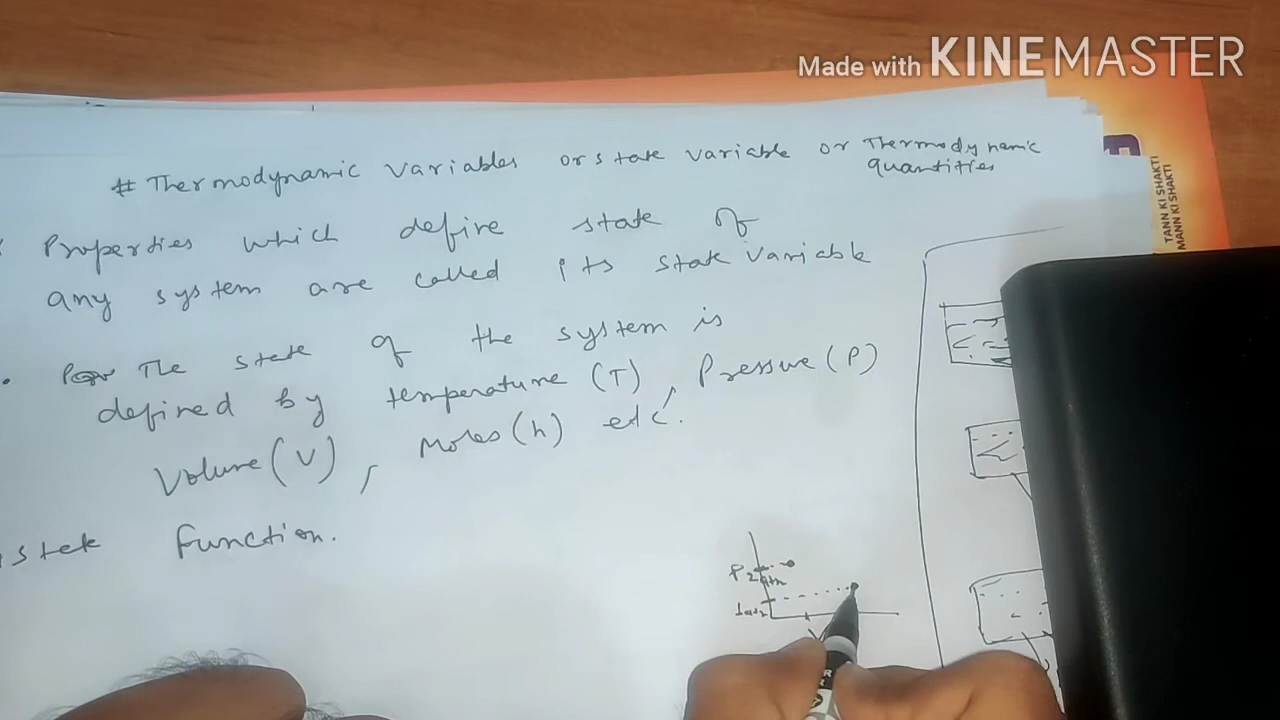 Made with KINEMASTER
# Thermodynamic Variables or state variable or Thermodynamic
quantities
Properties which define state of
any system are called its state variable
The state of the system is
defined by temperature (T), Pressure (P)
Volume (V), Moles (n) etc.
function.
P
TANN KI SHAKTI
MANN KI SHAKTI